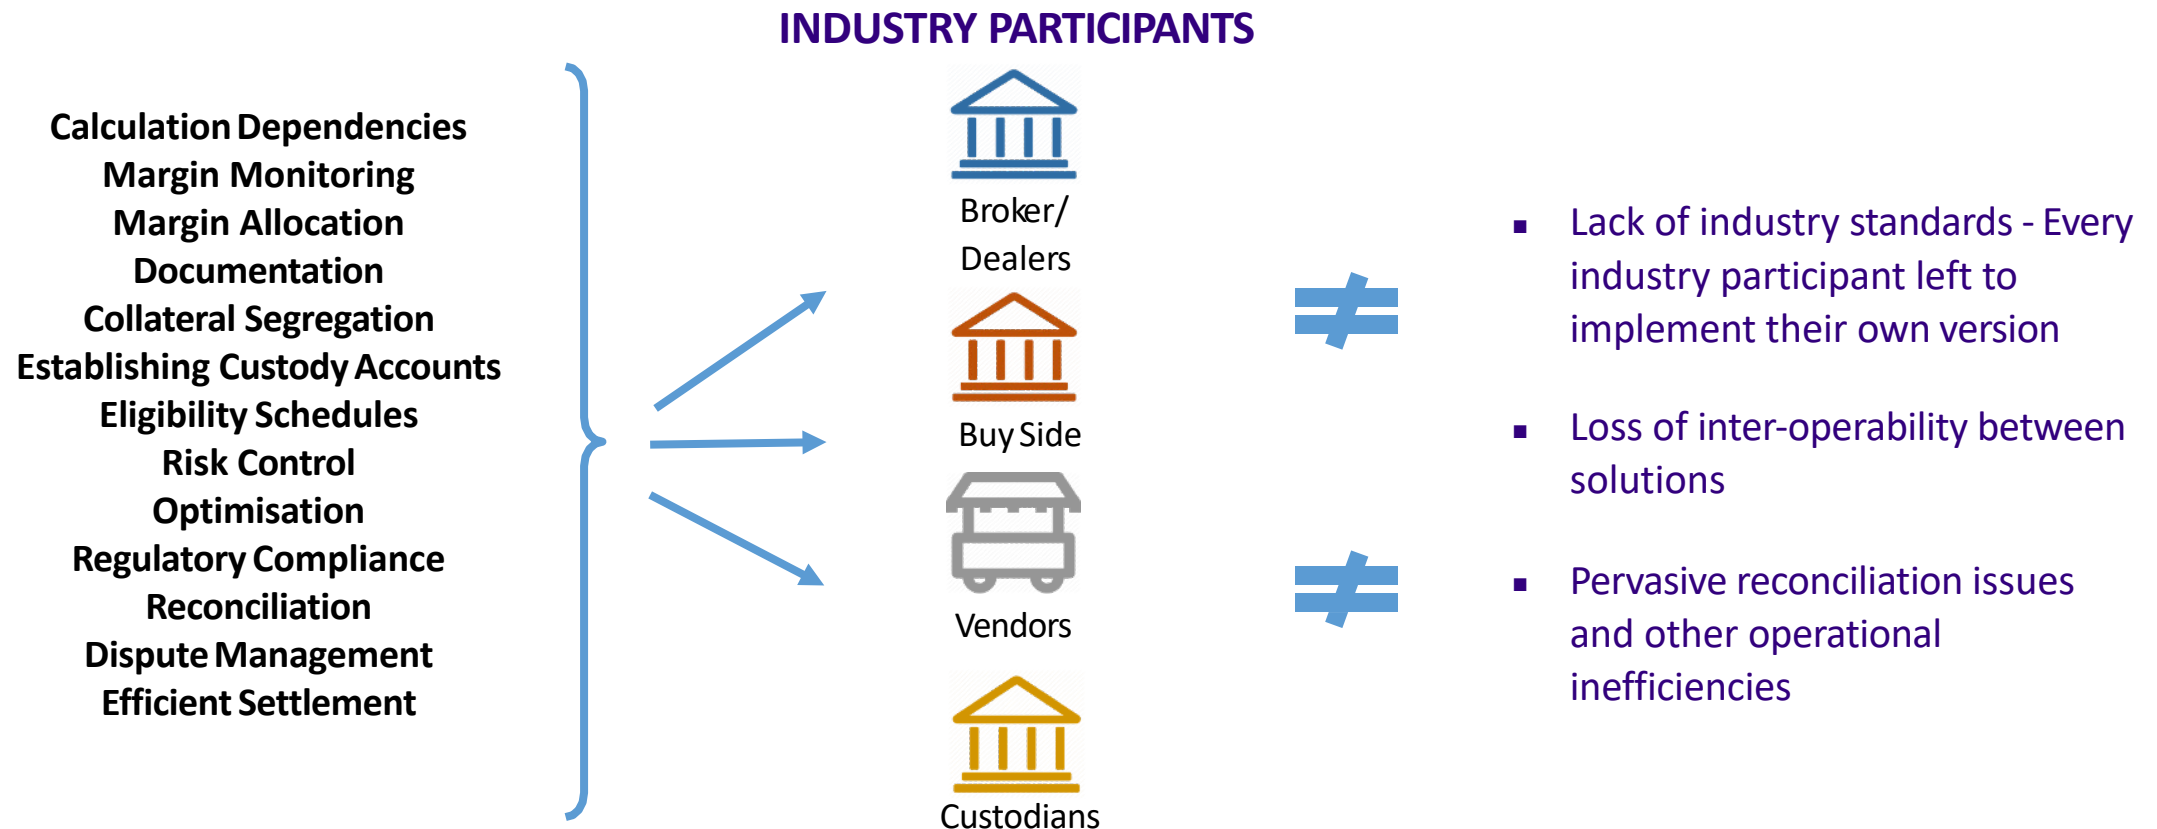 INDUSTRY PARTICIPANTS
Calculation Dependencies
Margin Monitoring
Margin Allocation
Documentation
Collateral Segregation
Establishing Custody Accounts
Eligibility Schedules
Risk Control
Optimisation
Regulatory Compliance
Reconciliation
Dispute Management
Efficient Settlement
Broker/
Dealers
Buy Side
Vendors
Custodians
▪ Lack of industry standards - Every
industry participant left to
implement their own version
▪ Loss of inter-operability between
solutions
▪ Pervasive reconciliation issues
and other operational
inefficiencies